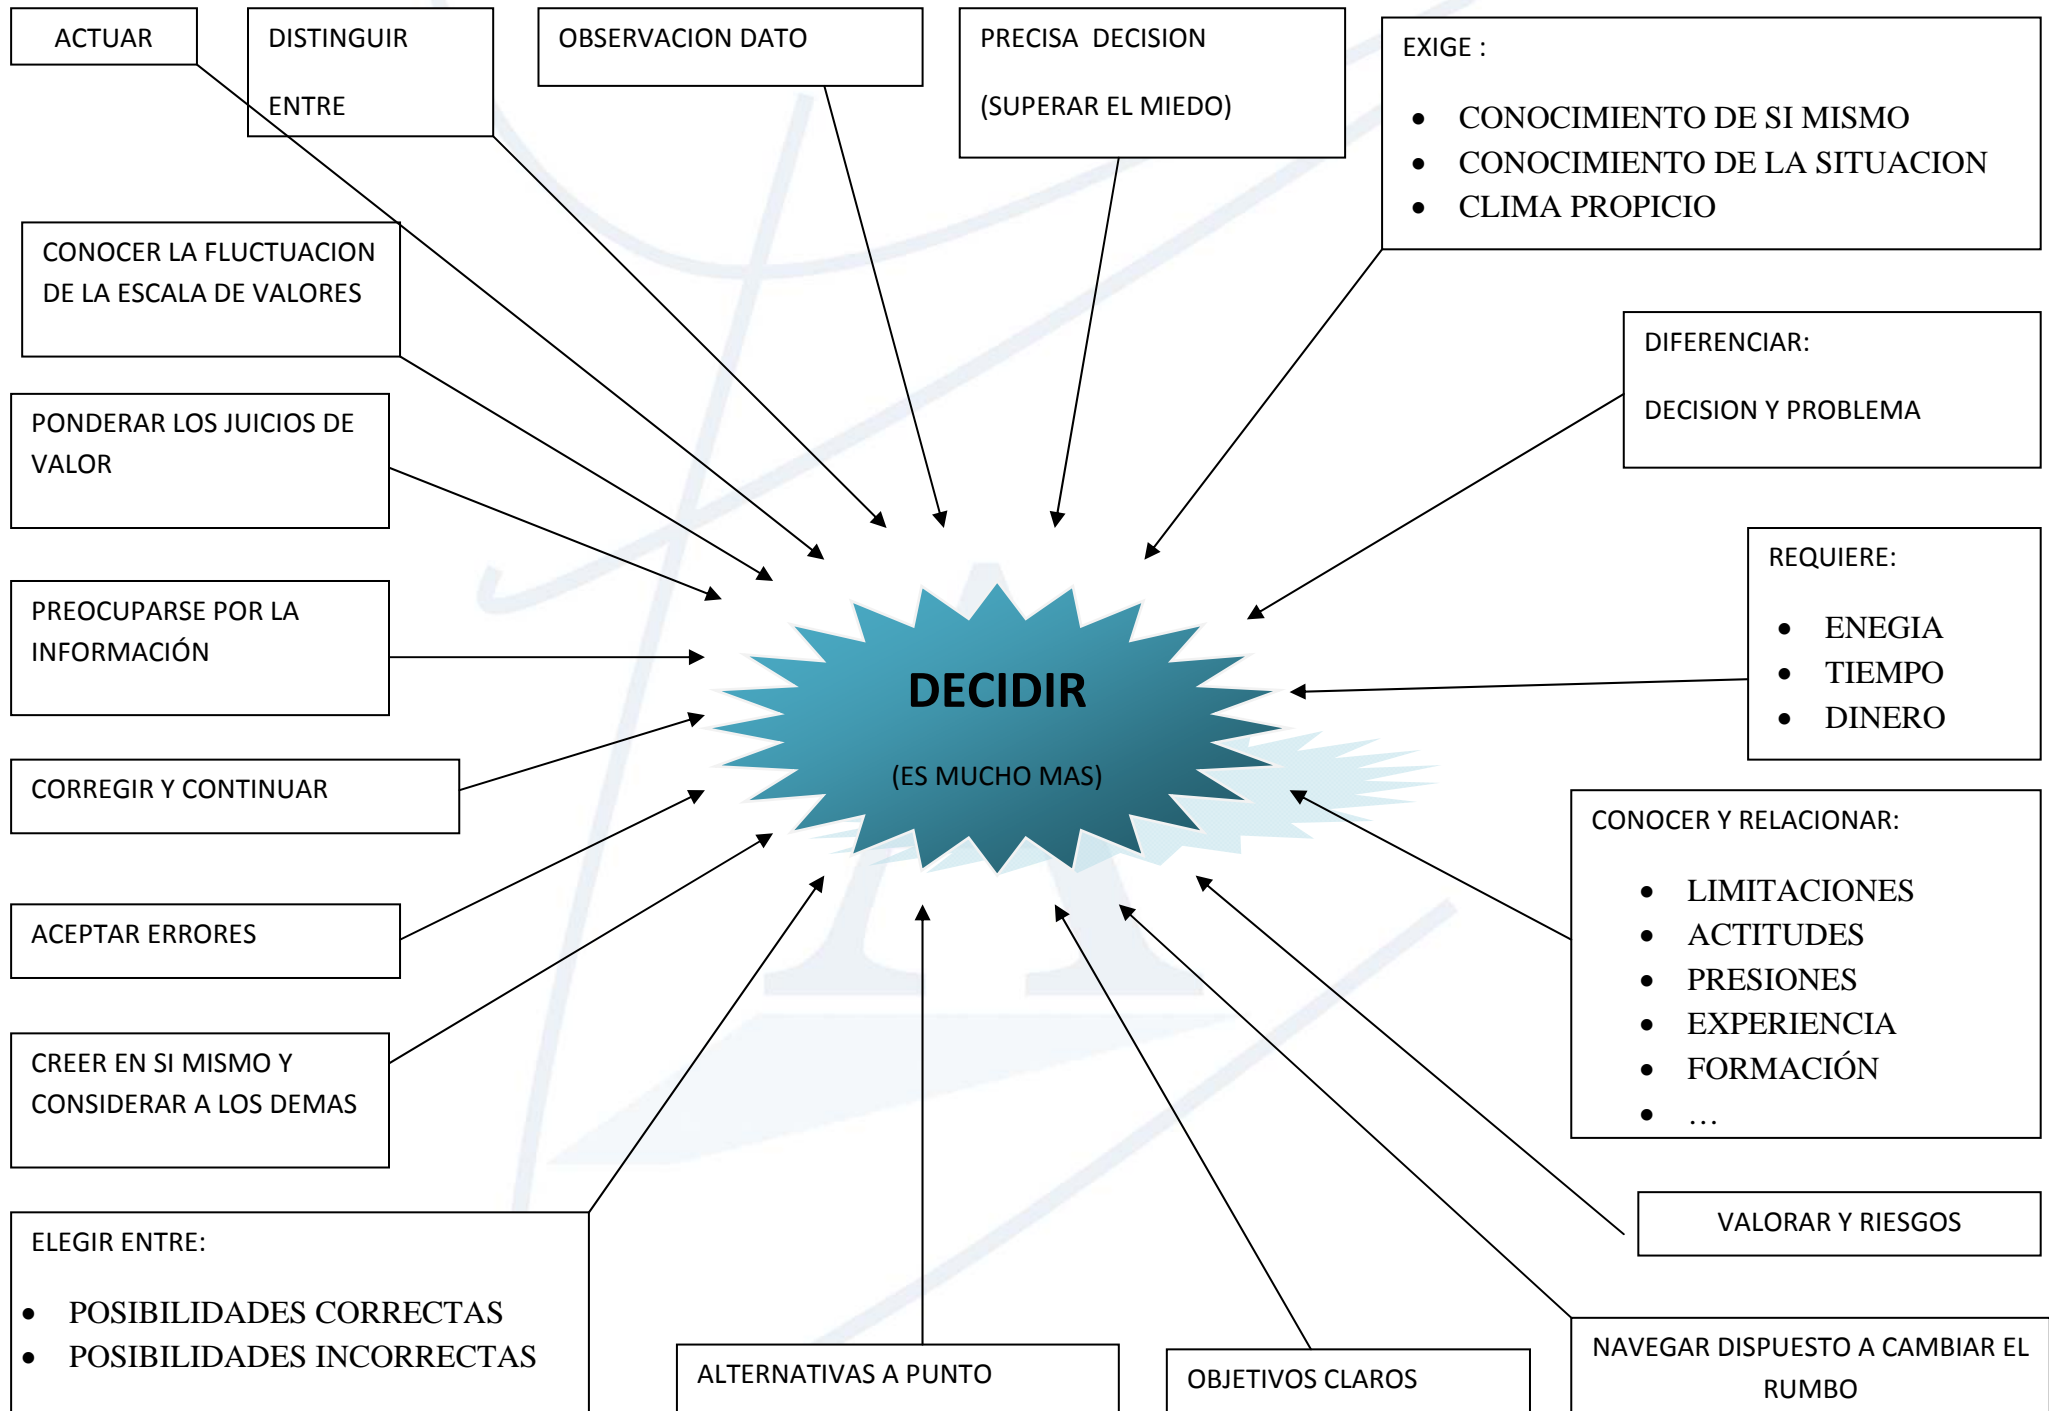 ACTUAR
DISTINGUIR
ENTRE
OBSERVACION DATO
PRECISA DECISION
(SUPERAR EL MIEDO)
EXIGE :
• CONOCIMIENTO DE SI MISMO
• CONOCIMIENTO DE LA SITUACION
• CLIMA PROPICIO
CONOCER LA FLUCTUACION
DE LA ESCALA DE VALORES
DIFERENCIAR:
DECISION Y PROBLEMA
PONDERAR LOS JUICIOS DE
VALOR
REQUIERE:
• ENEGIA
• TIEMPO
• DINERO
PREOCUPARSE POR LA
INFORMACIÓN
DECIDIR
(ES MUCHO MAS)
CORREGIR Y CONTINUAR
CONOCER Y RELACIONAR:
• LIMITACIONES
• ACTITUDES
• PRESIONES
• EXPERIENCIA
• FORMACIÓN
• …
ACEPTAR ERRORES
CREER EN SI MISMO Y
CONSIDERAR A LOS DEMAS
VALORAR Y RIESGOS
ELEGIR ENTRE:
• POSIBILIDADES CORRECTAS
• POSIBILIDADES INCORRECTAS
ALTERNATIVAS A PUNTO
OBJETIVOS CLAROS
NAVEGAR DISPUESTO A CAMBIAR EL
RUMBO